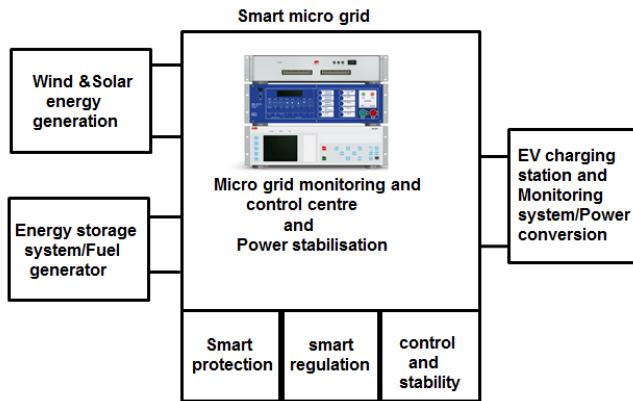 Smart micro grid
Wind &Solar
energy
generation
Micro grid monitoring and
control centre
and
Power stabilisation
EV charging
station and
Monitoring
system/Power
conversion
Energy storage
system/Fuel
generator
Smart
protection
smart
regulation
control
and
stability